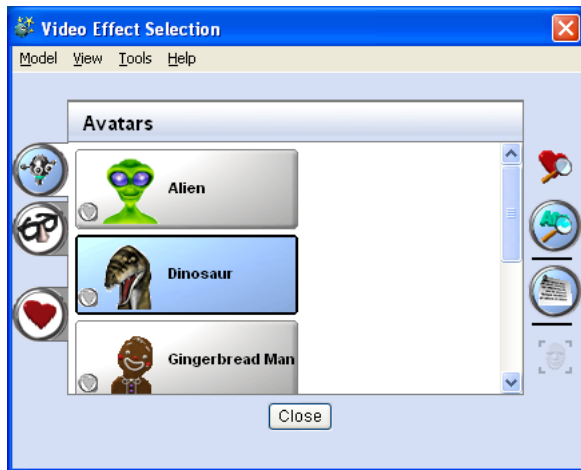 Video Effect Selection
Model View Tools Help
Avatars
Alien
Dinosaur
Gingerbread Man
Close